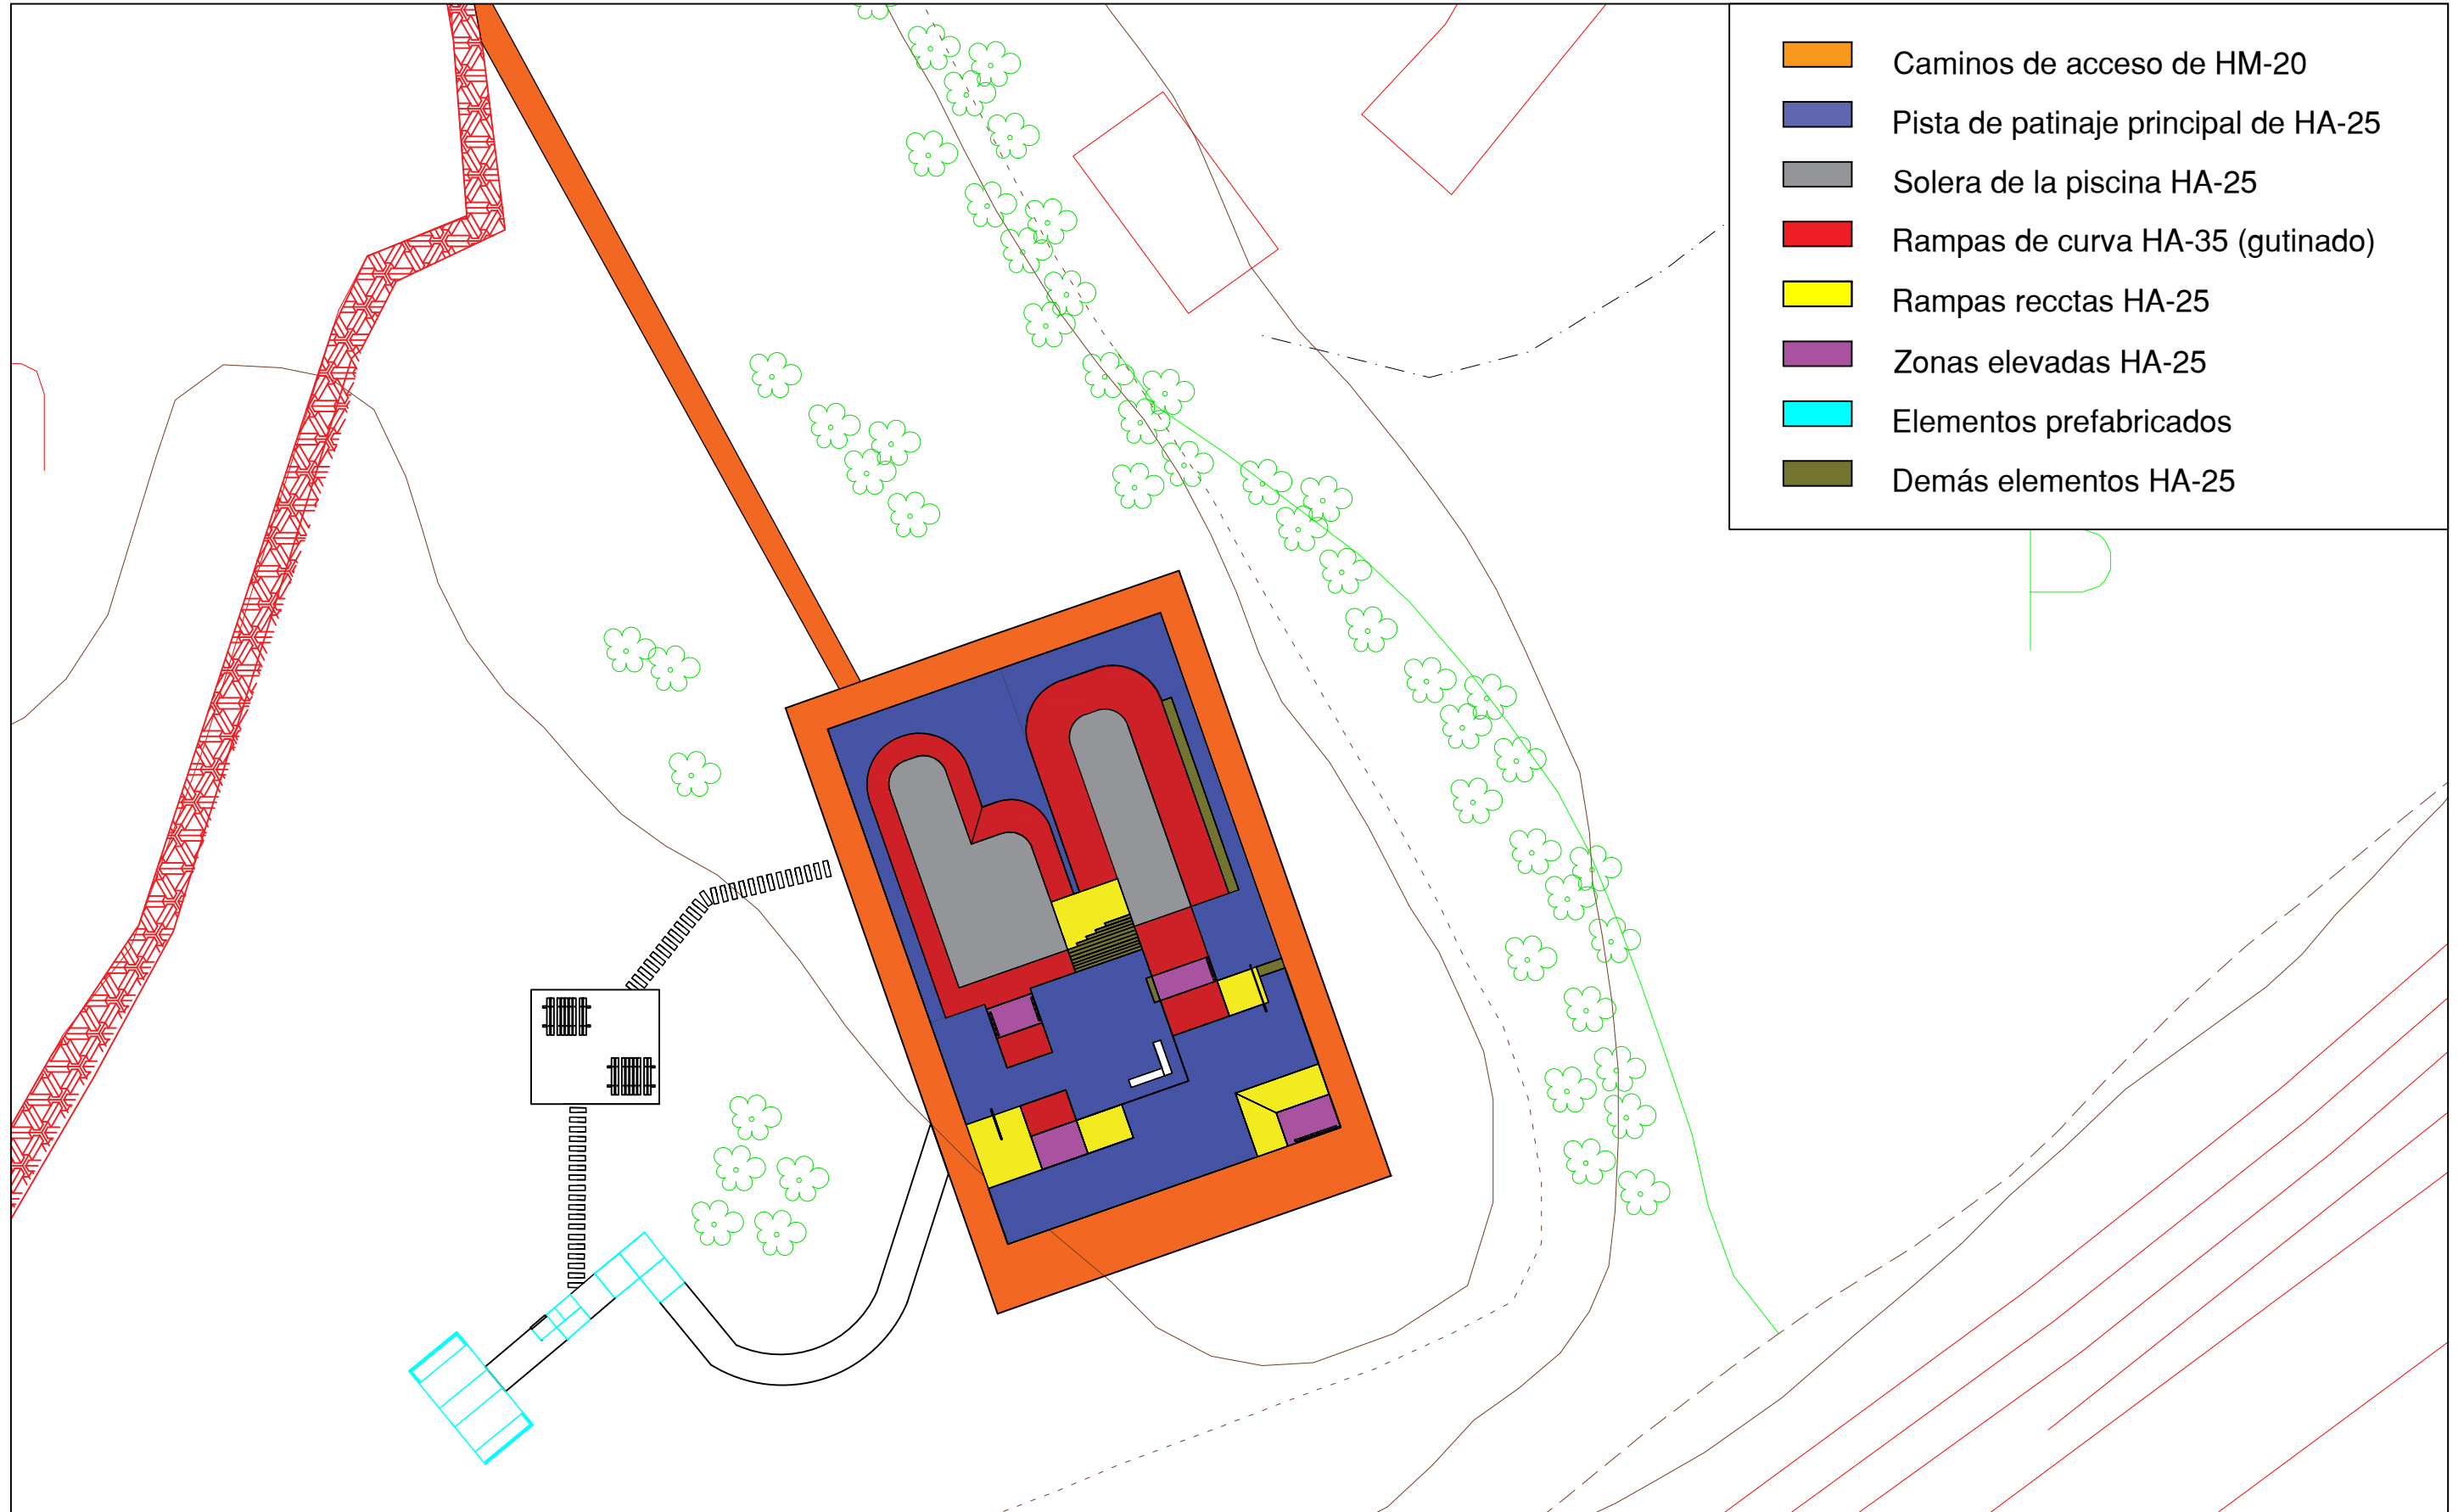 Caminos de acceso de HM-20
Pista de patinaje principal de HA-25
Solera de la piscina HA-25
Rampas de curva HA-35 (gutinado)
Rampas recctas HA-25
Zonas elevadas HA-25
Elementos prefabricados
Demás elementos HA-25